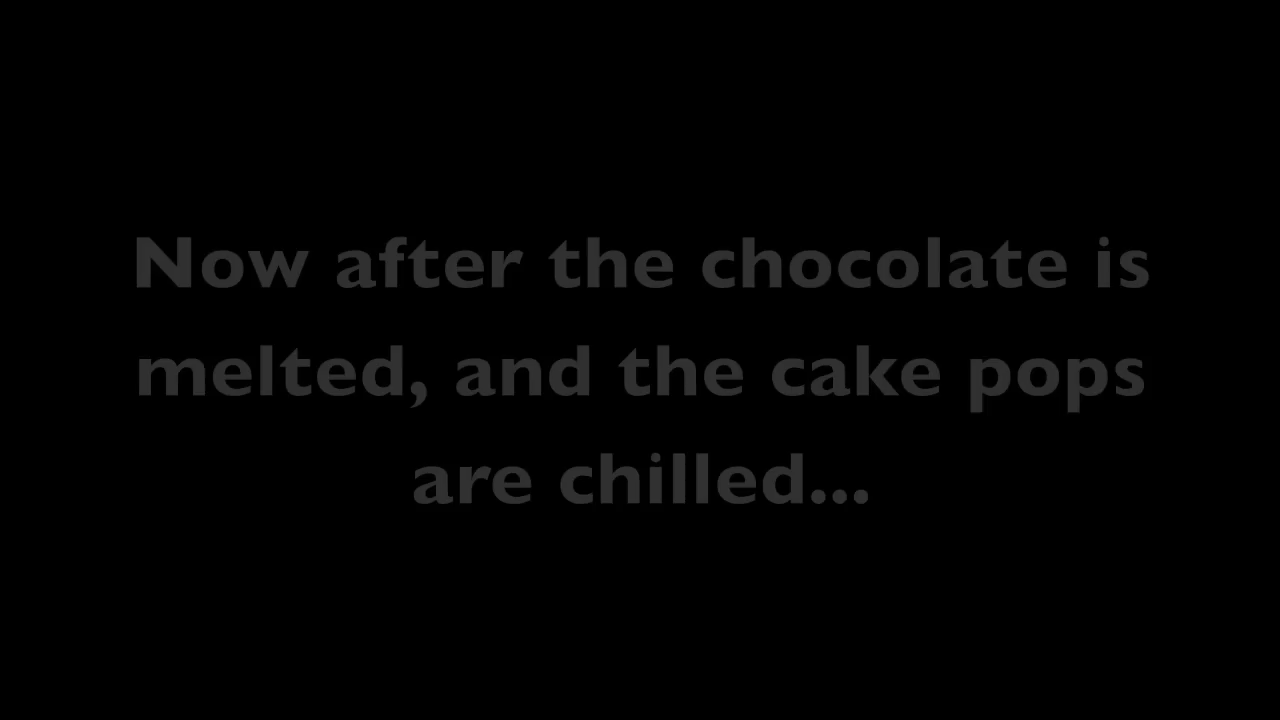 Now after the chocolate is
melted, and the cake pops
are chilled...